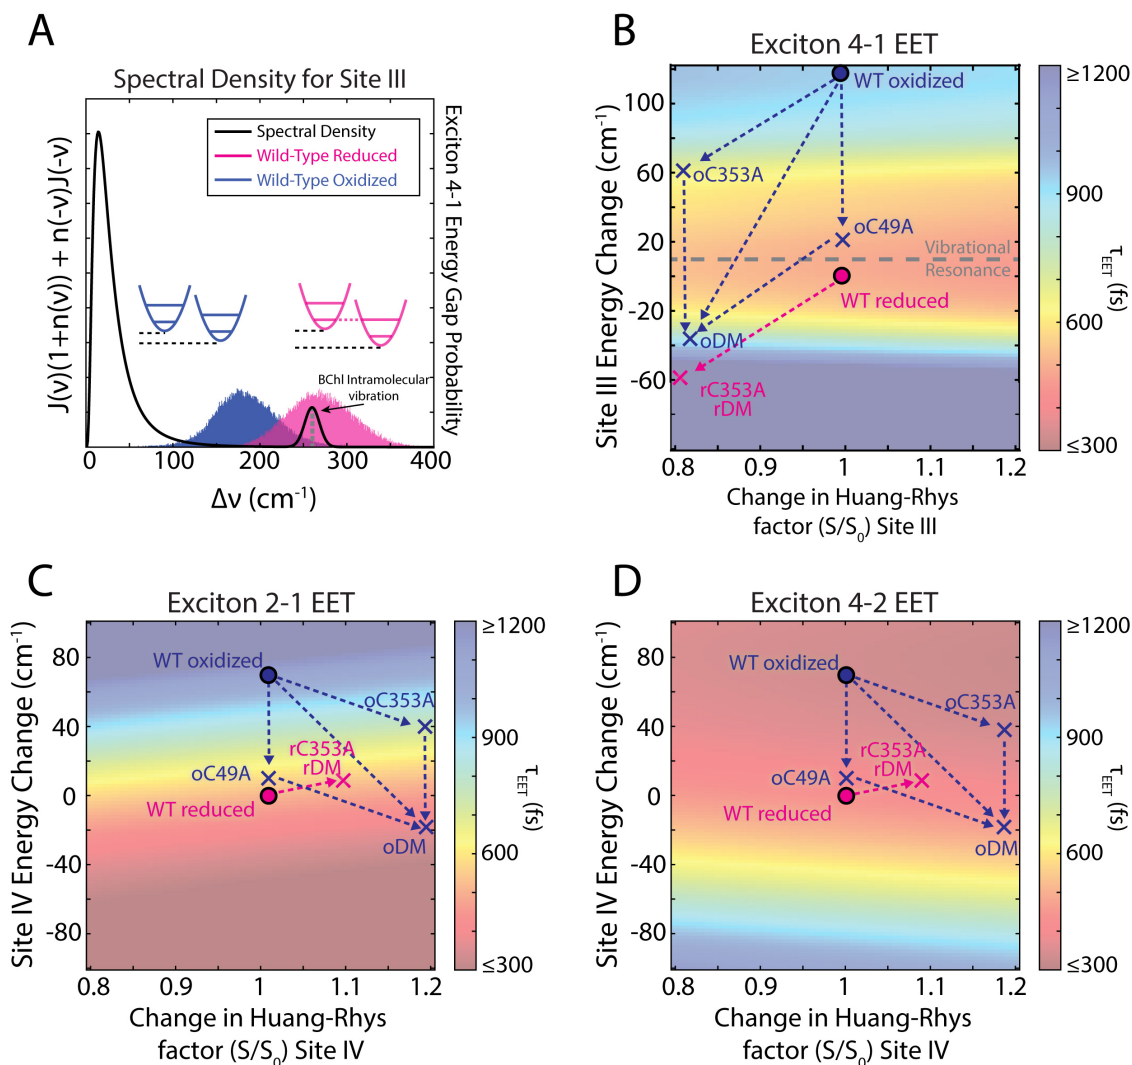 A
Spectral Density for Site III
J(ν)(1+n(ν)) + n(-ν)J)(-ν)
Exciton 4-1 Energy Gap Probability
Spectral Density
Wild-Type Reduced
Wild-Type Oxidized
BChl Intramolecular
vibration
0 100 200 300 400
Δν (cm⁻¹)
B
Exciton 4-1 EET
Site III Energy Change (cm⁻¹)
100
60
20
-20
-60
WT oxidized
oC353A
oC49A
Vibrational
Resonance
WT reduced
oDM
rC353A
rDM
0.8 0.9 1 1.1 1.2
Change in Huang-Rhys
factor (S/S₀) Site III
≥1200
900
600
≤300
τEET (fs)
C
Exciton 2-1 EET
Site IV Energy Change (cm⁻¹)
80
40
0
-40
-80
WT oxidized
oC353A
rC353A
rDM
oC49A
WT reduced
oDM
0.8 0.9 1 1.1 1.2
Change in Huang-Rhys
factor (S/S₀) Site IV
≥1200
900
600
≤300
τEET (fs)
D
Exciton 4-2 EET
Site IV Energy Change (cm⁻¹)
80
40
0
-40
-80
WT oxidized
oC353A
rC353A
rDM
oC49A
WT reduced
oDM
0.8 0.9 1 1.1 1.2
Change in Huang-Rhys
factor (S/S₀) Site IV
≥1200
900
600
≤300
τEET (fs)